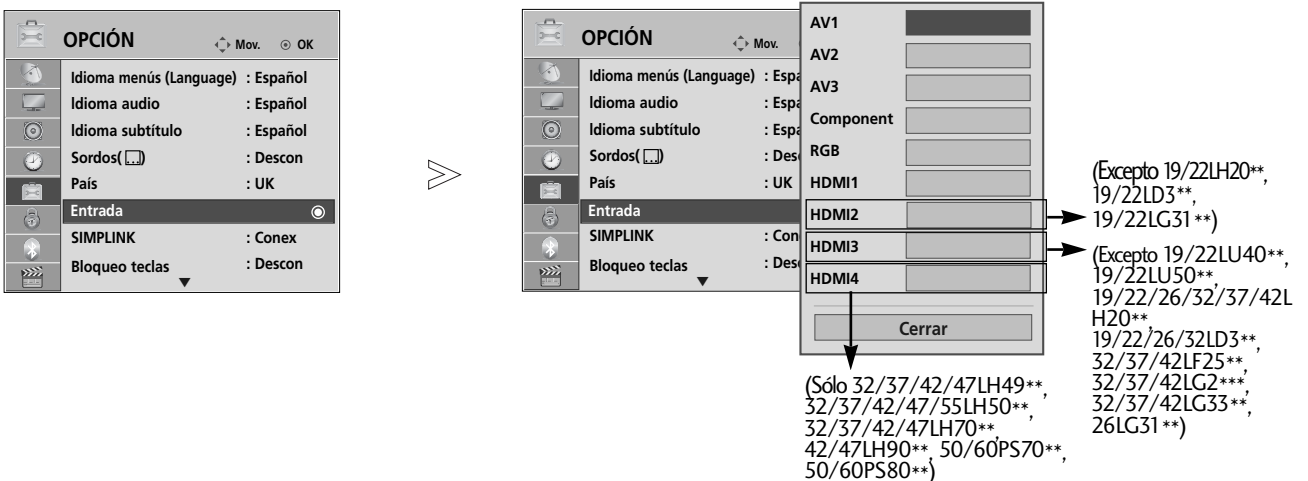 OPCIÓN
Mov. OK
Idioma menús (Language) : Español
Idioma audio : Español
Idioma subtítulo : Español
Sordos( ) : Descon
País : UK
Entrada
SIMPLINK : Conex
Bloqueo teclas : Descon
OPCIÓN
Mov.
Idioma menús (Language) : Espa
Idioma audio : Espa
Idioma subtítulo : Espa
Sordos( ) : Des
País : UK
Entrada
SIMPLINK : Con
Bloqueo teclas : Des
AV1
AV2
AV3
Component
RGB
HDMI1
HDMI2
HDMI3
HDMI4
Cerrar
(Excepto 19/22LH20**,
19/22LD3**,
19/22LG31**)
(Excepto 19/22LU40**,
19/22LU50**,
19/22/26/32/37/42L
H20**,
19/22/26/32LD3**,
32/37/42LF25**,
32/37/42LG2***,
32/37/42LG33**,
26LG31**)
(Sólo 32/37/42/47LH49**,
32/37/42/47/55LH50**,
32/37/42/47LH70**,
42/47LH90**, 50/60PS70**,
50/60PS80**)